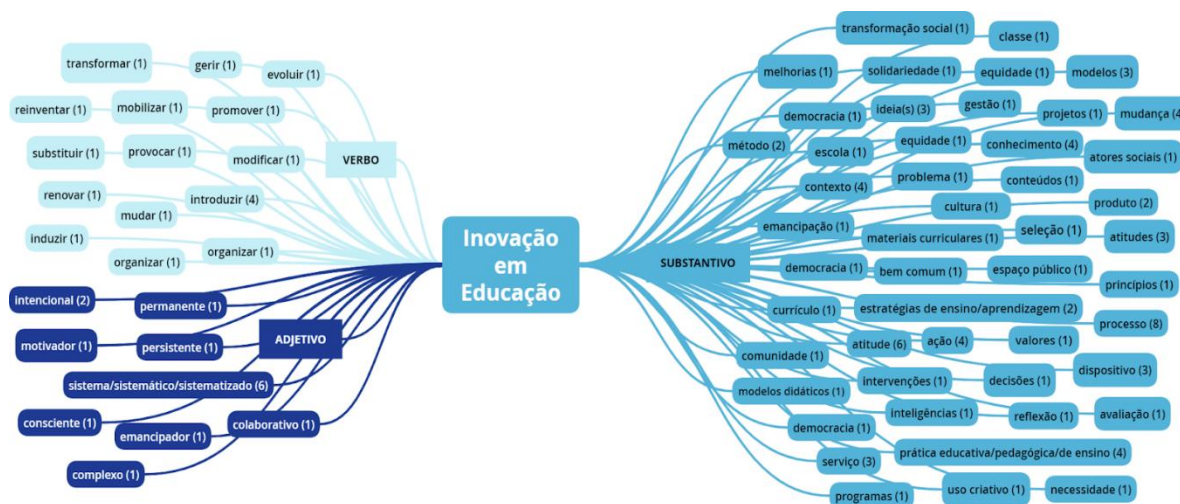 transformar (1)
gerir (1)
evoluir (1)
reinventar (1)
mobilizar (1)
promover (1)
substituir (1)
provocar (1)
modificar (1)
VERBO
renovar (1)
introduzir (4)
mudar (1)
induzir (1)
organizar (1)
organizar (1)
intencional (2)
permanente (1)
motivador (1)
persistente (1)
ADJETIVO
sistema/sistemático/sistematizado (6)
consciente (1)
emancipador (1)
colaborativo (1)
complexo (1)
Inovação
em
Educação
transformação social (1)
classe (1)
melhorias (1)
solidariedade (1)
equidade (1)
modelos (3)
democracia (1)
ideia(s) (3)
gestão (1)
projetos (1)
mudança (4
método (2)
escola (1)
equidade (1)
conhecimento (4)
atores sociais (1)
contexto (4)
problema (1)
conteúdos (1)
cultura (1)
produto (2)
emancipação (1)
materiais curriculares (1)
seleção (1)
atitudes (3)
SUBSTANTIVO
democracia (1)
bem comum (1)
espaço público (1)
princípios (1)
currículo (1)
estratégias de ensino/aprendizagem (2)
processo (8)
comunidade (1)
atitude (6)
ação (4)
valores (1)
dispositivo (3)
modelos didáticos (1)
intervenções (1)
decisões (1)
inteligências (1)
reflexão (1)
avaliação (1)
democracia (1)
prática educativa/pedagógica/de ensino (4)
serviço (3)
programas (1)
uso criativo (1)
necessidade (1)